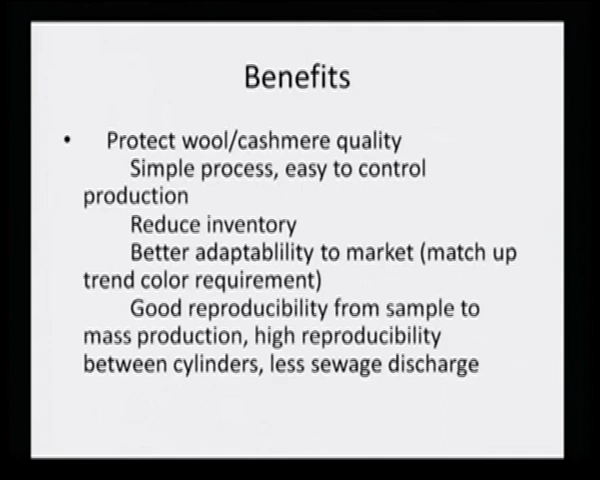 Benefits
• Protect wool/cashmere quality
Simple process, easy to control
production
Reduce inventory
Better adaptablility to market (match up
trend color requirement)
Good reproducibility from sample to
mass production, high reproducibility
between cylinders, less sewage discharge